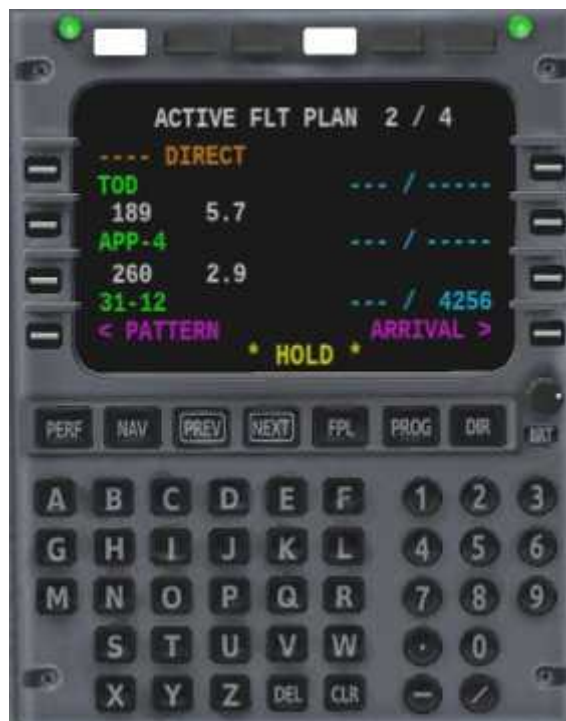 ACTIVE FLT PLAN 2 / 4
---- DIRECT
TOD --- / -----
189 5.7
APP-4 --- / -----
260 2.9
31-12 --- / 4256
< PATTERN ARRIVAL >
* HOLD *
PERF NAV PREV NEXT FPL PROG DIR BRT
A B C D E F 1 2 3
G H I J K L 4 5 6
M N O P Q R 7 8 9
S T U V W · 0
X Y Z DEL CLR − /